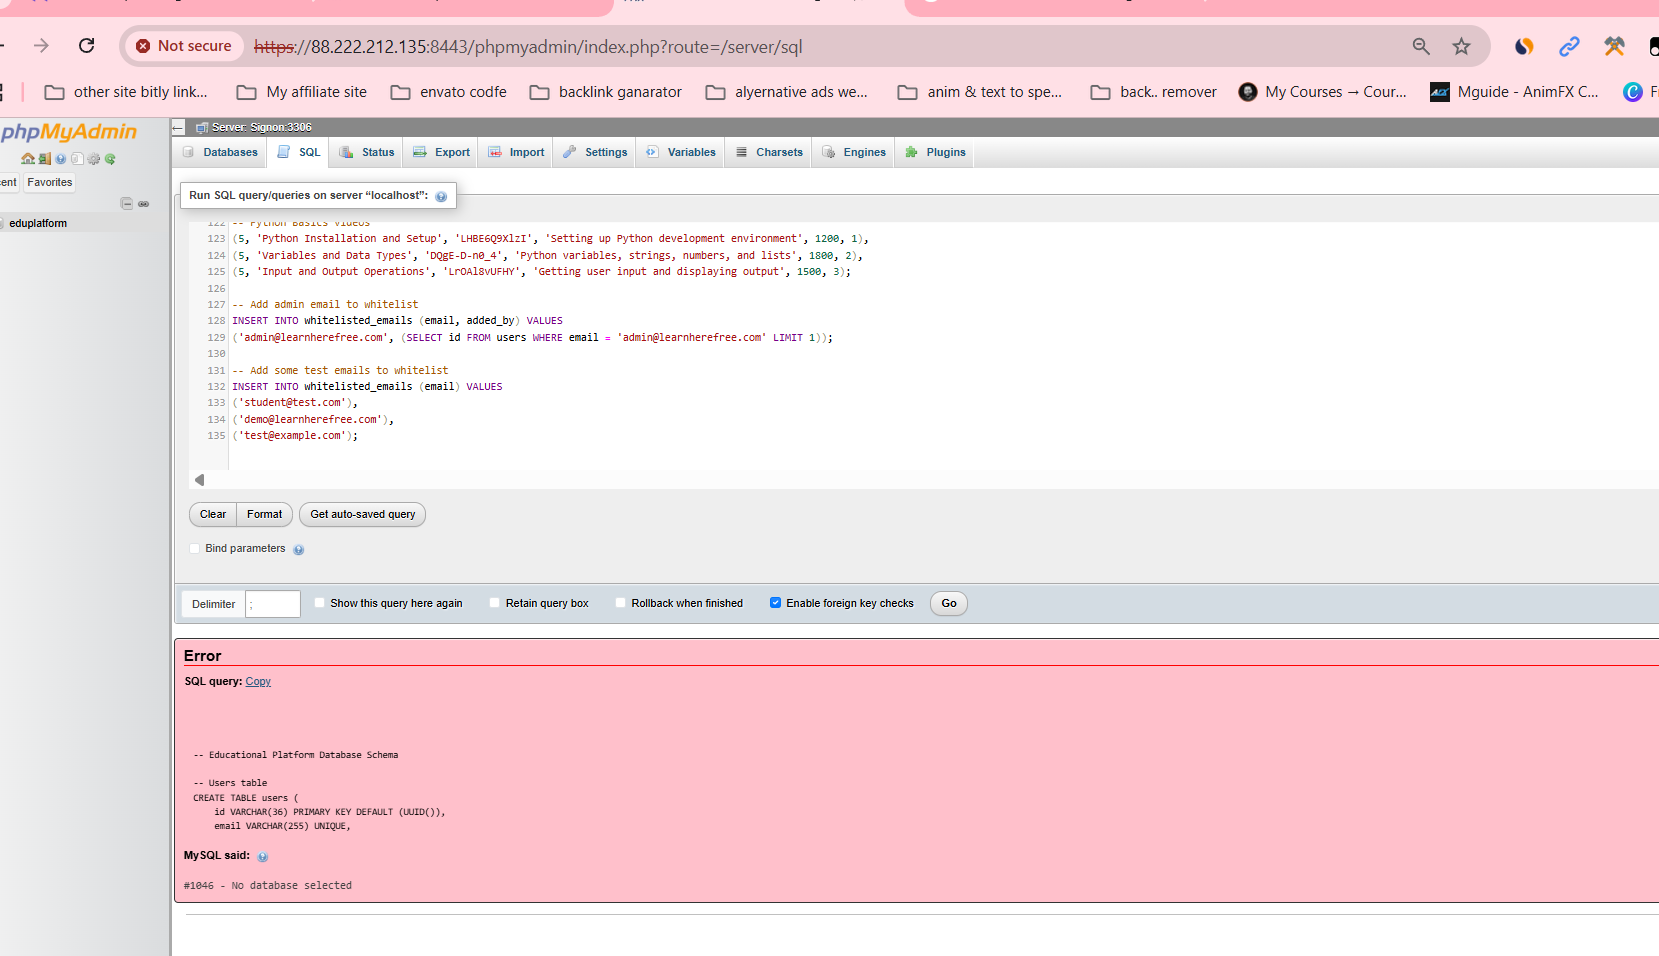 Not secure
https://88.222.212.135:8443/phpmyadmin/index.php?route=/server/sql
other site bitly link...
My affiliate site
envato codfe
backlink ganarator
alyernative ads we...
anim & text to spe...
back.. remover
My Courses → Cour...
Mguide - AnimFX C...
phpMyAdmin
Favorites
eduplatform
Server: Signon:3306
Databases
SQL
Status
Export
Import
Settings
Variables
Charsets
Engines
Plugins
Run SQL query/queries on server “localhost”:
122 -- Python Basics Videos
123 (5, 'Python Installation and Setup', 'LHBE6Q9XlzI', 'Setting up Python development environment', 1200, 1),
124 (5, 'Variables and Data Types', 'DQgE-D-n0_4', 'Python variables, strings, numbers, and lists', 1800, 2),
125 (5, 'Input and Output Operations', 'LrOAl8vUFHY', 'Getting user input and displaying output', 1500, 3);
126
127 -- Add admin email to whitelist
128 INSERT INTO whitelisted_emails (email, added_by) VALUES
129 ('admin@learnherefree.com', (SELECT id FROM users WHERE email = 'admin@learnherefree.com' LIMIT 1));
130
131 -- Add some test emails to whitelist
132 INSERT INTO whitelisted_emails (email) VALUES
133 ('student@test.com'),
134 ('demo@learnherefree.com'),
135 ('test@example.com');
Clear
Format
Get auto-saved query
Bind parameters
Delimiter ;
Show this query here again
Retain query box
Rollback when finished
Enable foreign key checks
Go
Error
SQL query: Copy
-- Educational Platform Database Schema
-- Users table
CREATE TABLE users (
id VARCHAR(36) PRIMARY KEY DEFAULT (UUID()),
email VARCHAR(255) UNIQUE,
MySQL said:
#1046 - No database selected